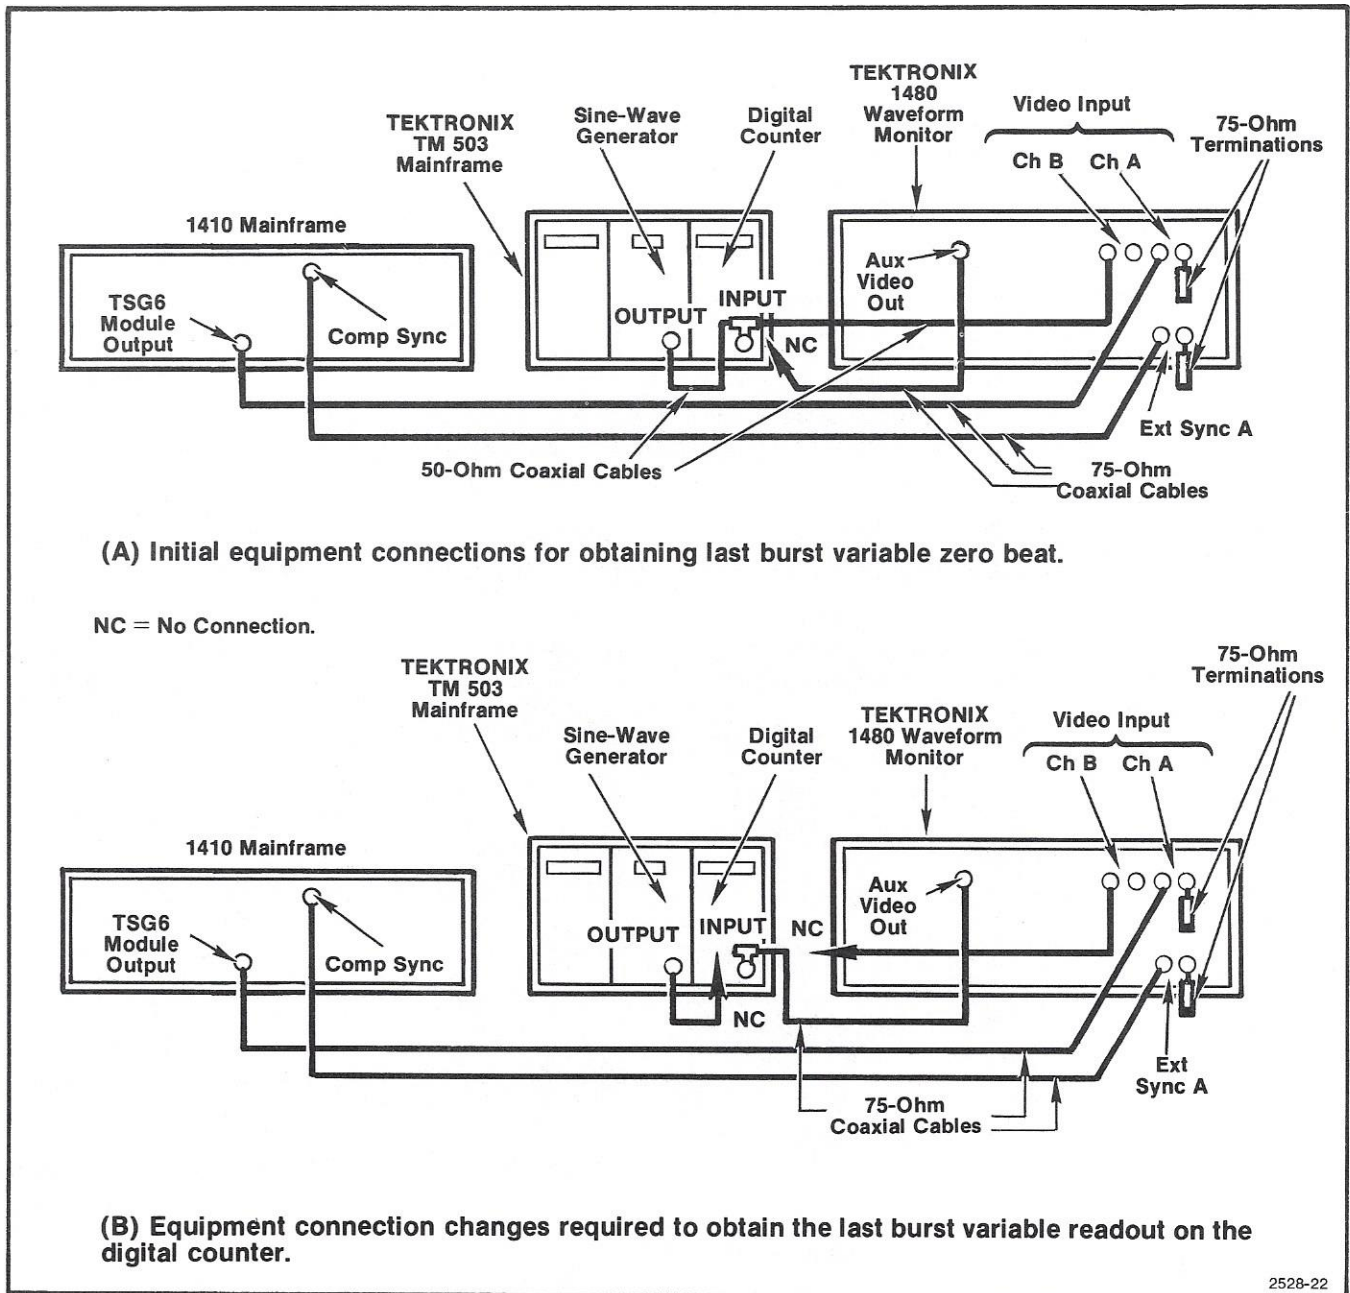 TEKTRONIX
TM 503
Mainframe
Sine-Wave
Generator
Digital
Counter
TEKTRONIX
1480
Waveform
Monitor
Video Input
Ch B
Ch A
75-Ohm
Terminations
1410 Mainframe
TSG6
Module
Output
Comp Sync
OUTPUT
INPUT
NC
Aux
Video
Out
Ext Sync A
50-Ohm Coaxial Cables
75-Ohm
Coaxial Cables
(A) Initial equipment connections for obtaining last burst variable zero beat.
NC = No Connection.
TEKTRONIX
TM 503
Mainframe
Sine-Wave
Generator
Digital
Counter
TEKTRONIX
1480 Waveform
Monitor
Video Input
Ch B
Ch A
75-Ohm
Terminations
1410 Mainframe
TSG6
Module
Output
Comp Sync
OUTPUT
INPUT
NC
NC
Aux
Video
Out
Ext
Sync A
75-Ohm
Coaxial Cables
(B) Equipment connection changes required to obtain the last burst variable readout on the
digital counter.
2528-22